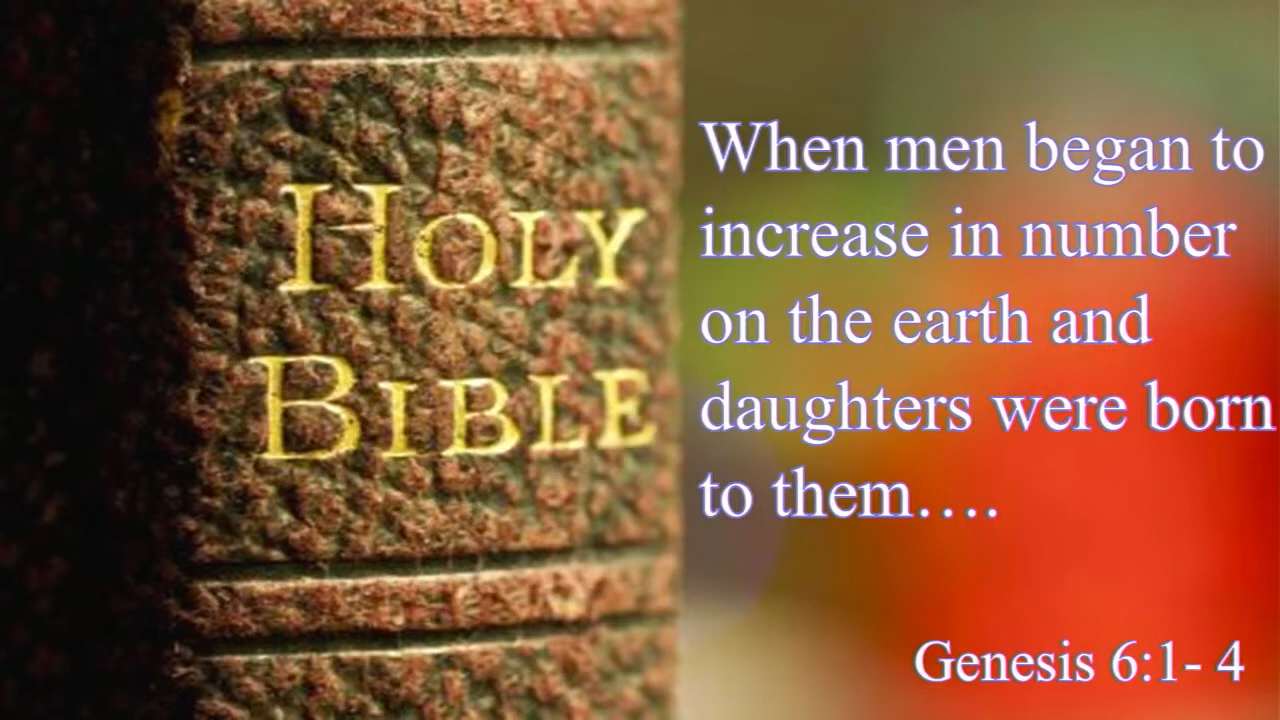 HOLY
BIBLE
When men began to
increase in number
on the earth and
daughters were born
to them….
Genesis 6:1- 4